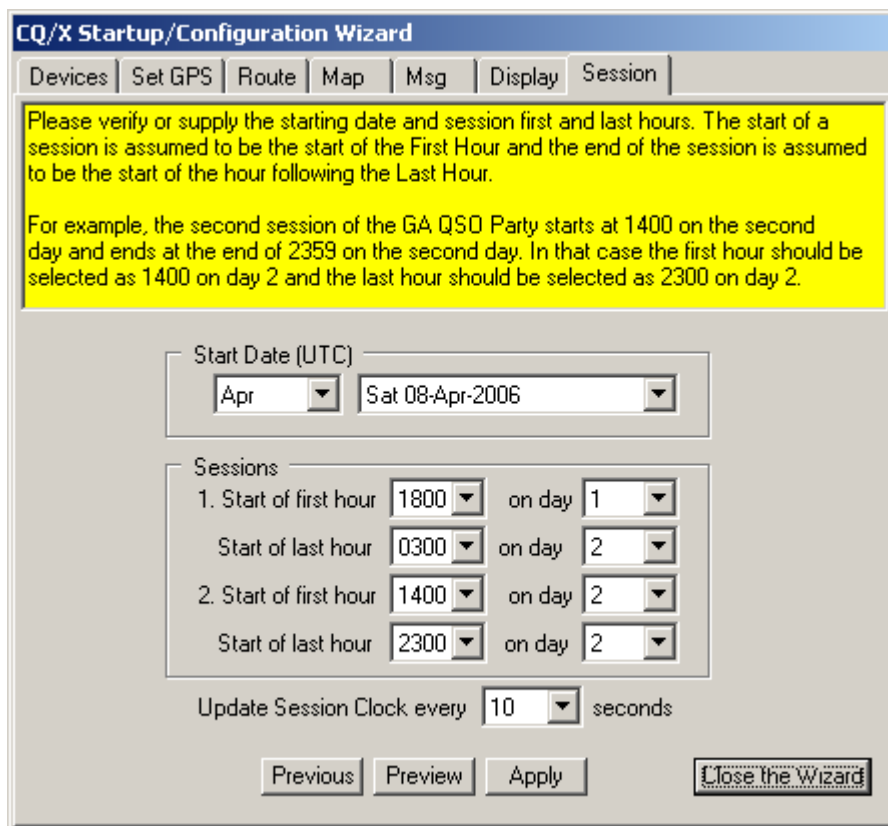 CQ/X Startup/Configuration Wizard
Devices Set GPS Route Map Msg Display Session
Please verify or supply the starting date and session first and last hours. The start of a
session is assumed to be the start of the First Hour and the end of the session is assumed
to be the start of the hour following the Last Hour.
For example, the second session of the GA QSO Party starts at 1400 on the second
day and ends at the end of 2359 on the second day. In that case the first hour should be
selected as 1400 on day 2 and the last hour should be selected as 2300 on day 2.
Start Date (UTC)
Apr Sat 08-Apr-2006
Sessions
1. Start of first hour 1800 on day 1
Start of last hour 0300 on day 2
2. Start of first hour 1400 on day 2
Start of last hour 2300 on day 2
Update Session Clock every 10 seconds
Previous Preview Apply Close the Wizard